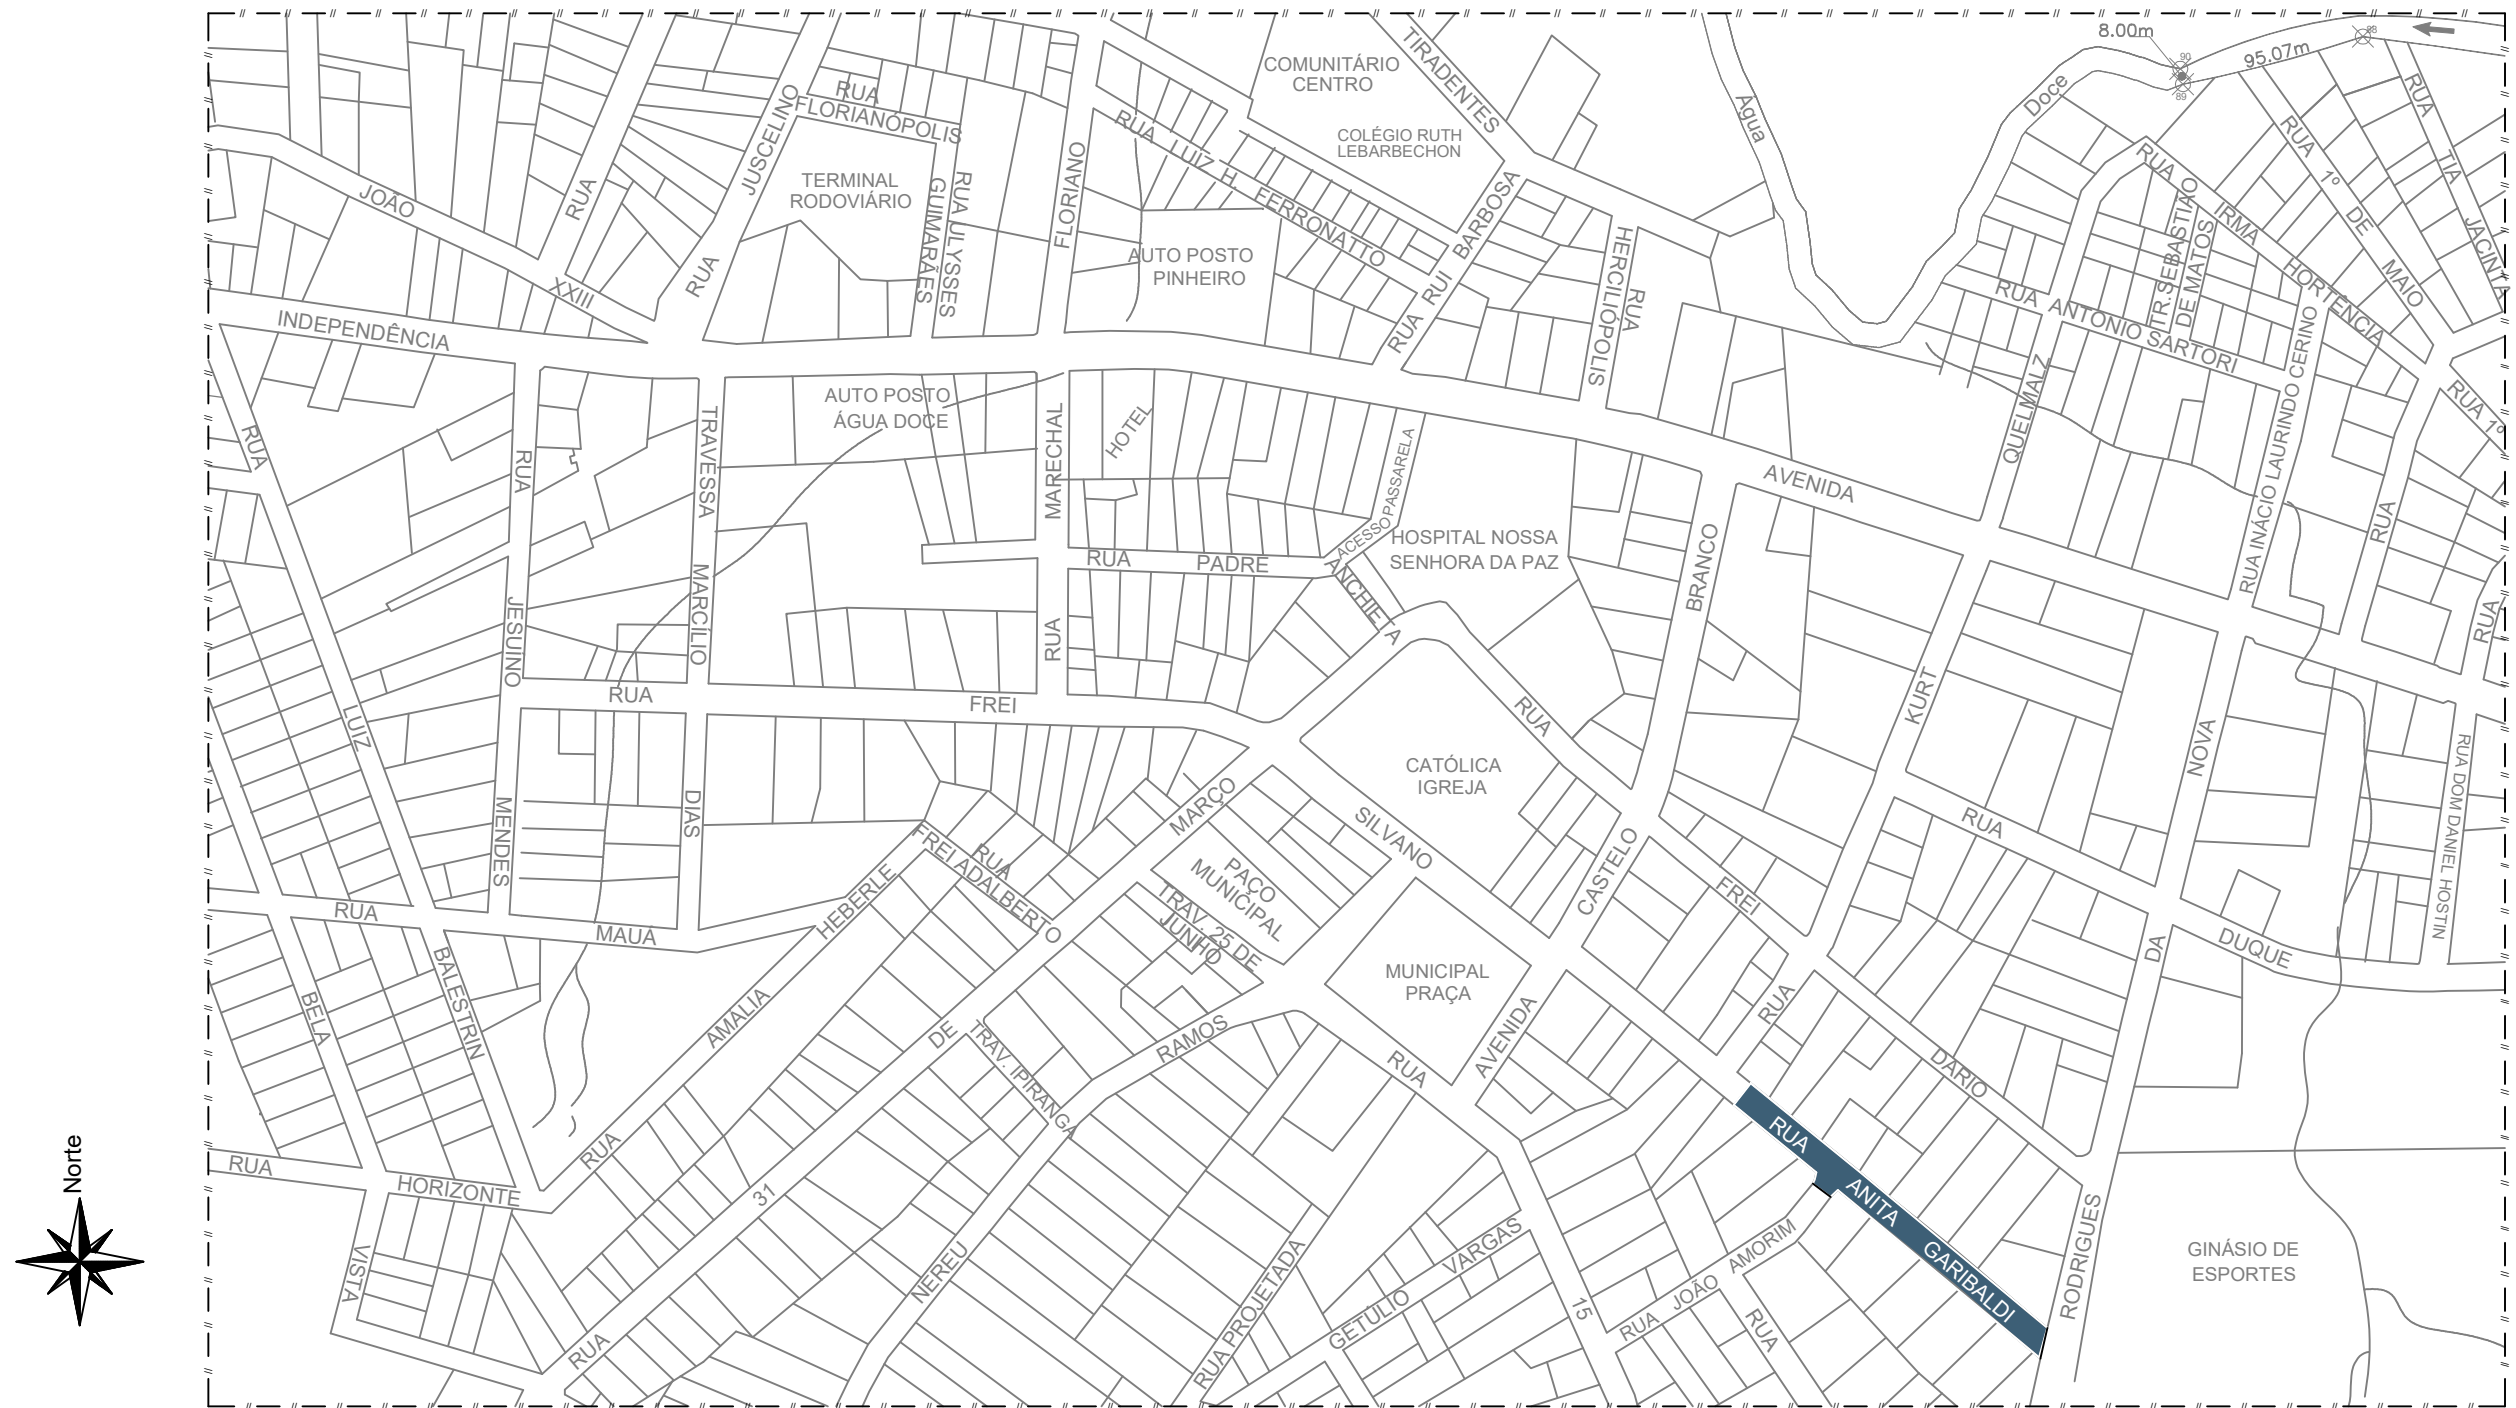 8.00m
90
89
95.07m
88
TIRADENTES
COMUNITÁRIO
CENTRO
COLÉGIO RUTH
LEBARBECHON
Agua
Doce
RUA
TIA
JACINTA
RUA
1º
DE
MAIO
RUA
IRMA
HORTÊNCIA
RUA
FLORIANÓPOLIS
JUSCELINO
RUA
TERMINAL
RODOVIÁRIO
RUA ULYSSES
GUIMARÃES
FLORIANO
RUA
LUIZ
H.
FERRONATTO
AUTO POSTO
PINHEIRO
BARBOSA
RUI
RUA
HERCILIÓPOLIS
RUA
TR.SEBASTIÃO
DE MATOS
RUA
ANTONIO SARTORI
JOÃO
XXIII
RUA
INDEPENDÊNCIA
RUA
RUA
TRAVESSA
AUTO POSTO
ÁGUA DOCE
MARECHAL
HOTEL
ACESSO PASSARELA
HOSPITAL NOSSA
SENHORA DA PAZ
AVENIDA
QUELMALZ
RUA INÁCIO LAURINDO CERINO
RUA 1º
RUA
RUA
PADRE
ANCHIETA
BRANCO
RUA
JESUÍNO
MARCÍLIO
RUA
RUA
FREI
LUIZ
RUA
KURT
NOVA
RUA DOM DANIEL HOSTIN
CATÓLICA
IGREJA
MENDES
DIAS
MARÇO
SILVANO
RUA
FREI ADALBERTO
PAÇO
MUNICIPAL
TRAV. 25 DE
JUNHO
CASTELO
FREI
RUA
DUQUE
DA
RUA
MAUÁ
HEBERLE
AMALIA
RUA
BELA
BALESTRIN
DE
TRAV. IPIRANGA
RAMOS
MUNICIPAL
PRAÇA
AVENIDA
RUA
RUA
DARIO
RUA
ANITA
GARIBALDI
RODRIGUES
GINÁSIO DE
ESPORTES
Norte
RUA
HORIZONTE
VISTA
31
RUA
NEREU
RUA PROJETADA
GETÚLIO
VARGAS
15
RUA
JOÃO
AMORIM
RUA